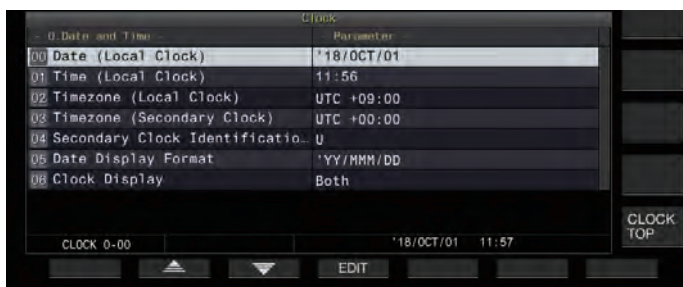 Clock
- 0.Date and Time - Parameter
00 Date (Local Clock) '18/OCT/01
01 Time (Local Clock) 11:56
02 Timezone (Local Clock) UTC +09:00
03 Timezone (Secondary Clock) UTC +00:00
04 Secondary Clock Identificatio… U
05 Date Display Format 'YY/MMM/DD
06 Clock Display Both
CLOCK TOP
CLOCK 0-00 '18/OCT/01 11:57
EDIT